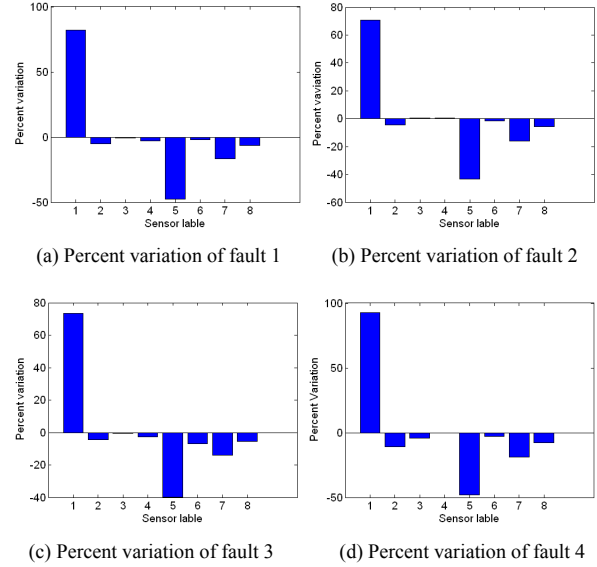 100
50
0
-50
Percent variation
1 2 3 4 5 6 7 8
Sensor lable
(a) Percent variation of fault 1
80
60
40
20
0
-20
-40
-60
Percent vaviation
1 2 3 4 5 6 7 8
Sensor lable
(b) Percent variation of fault 2
80
60
40
20
0
-20
-40
Percent Variation
1 2 3 4 5 6 7 8
Sensor lable
(c) Percent variation of fault 3
100
50
0
-50
Percent Variation
1 2 3 4 5 6 7 8
Sensor lable
(d) Percent variation of fault 4